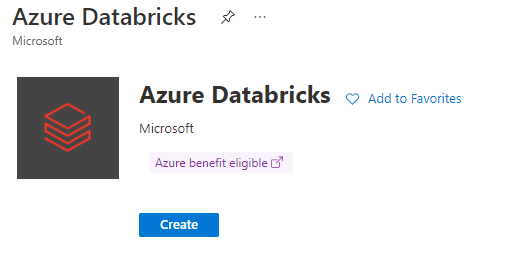 Azure Databricks
Microsoft
Azure Databricks
Add to Favorites
Microsoft
Azure benefit eligible
Create